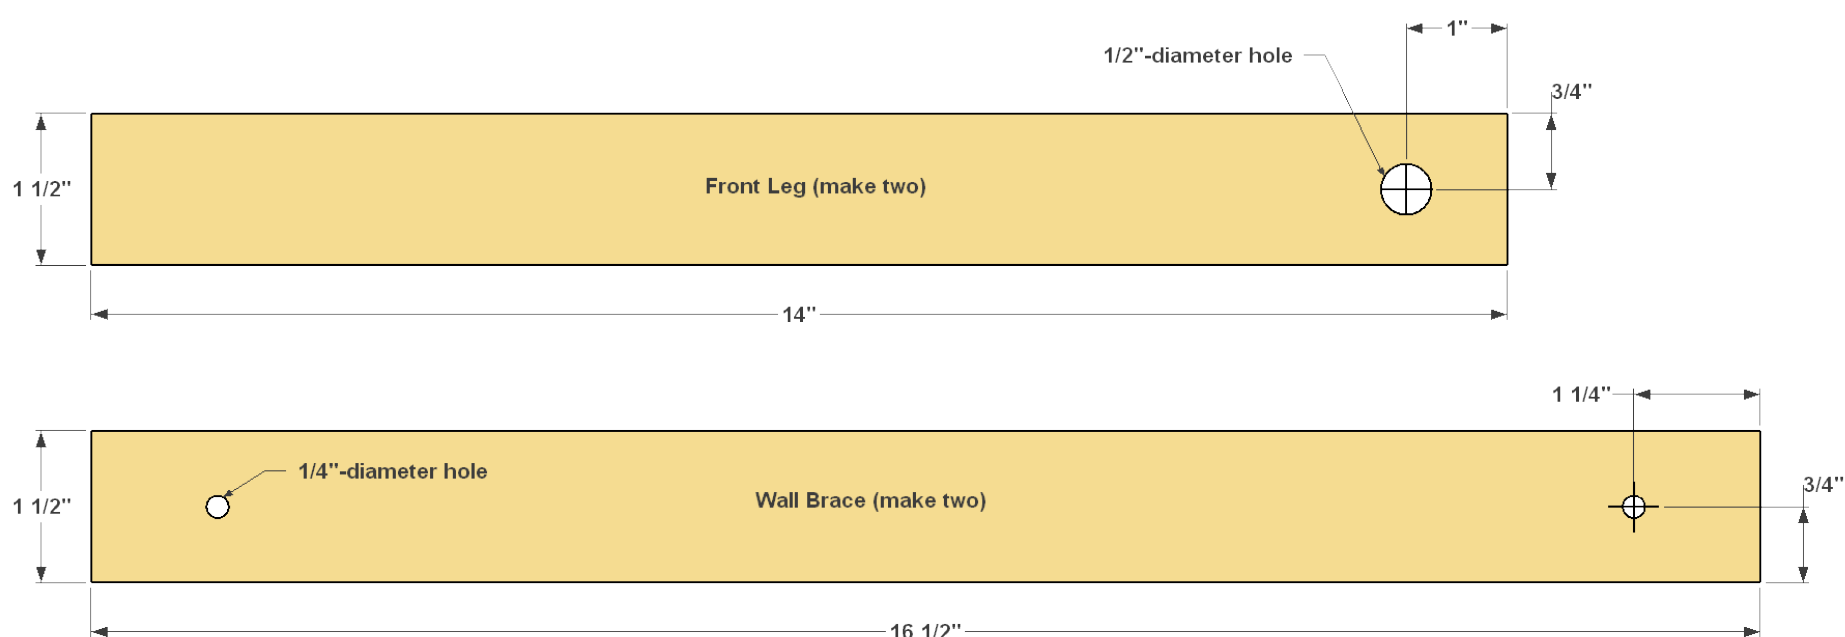 1"
1/2"-diameter hole
3/4"
1 1/2"
Front Leg (make two)
14"
1 1/4"
1/4"-diameter hole
3/4"
1 1/2"
Wall Brace (make two)
16 1/2"